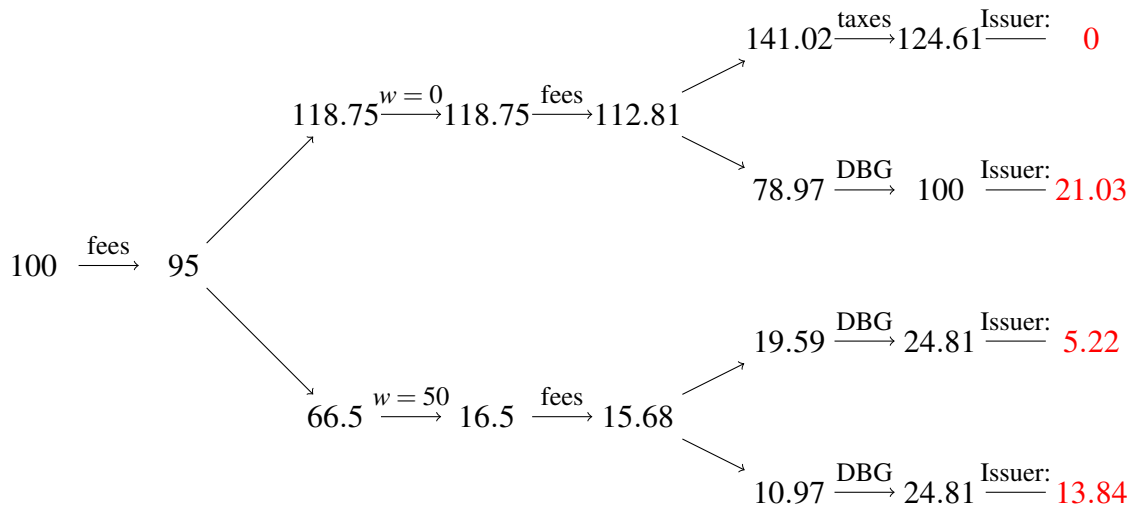 141.02 taxes 124.61 Issuer: 0
118.75 w = 0 118.75 fees 112.81
78.97 DBG 100 Issuer: 21.03
100 fees 95
19.59 DBG 24.81 Issuer: 5.22
66.5 w = 50 16.5 fees 15.68
10.97 DBG 24.81 Issuer: 13.84